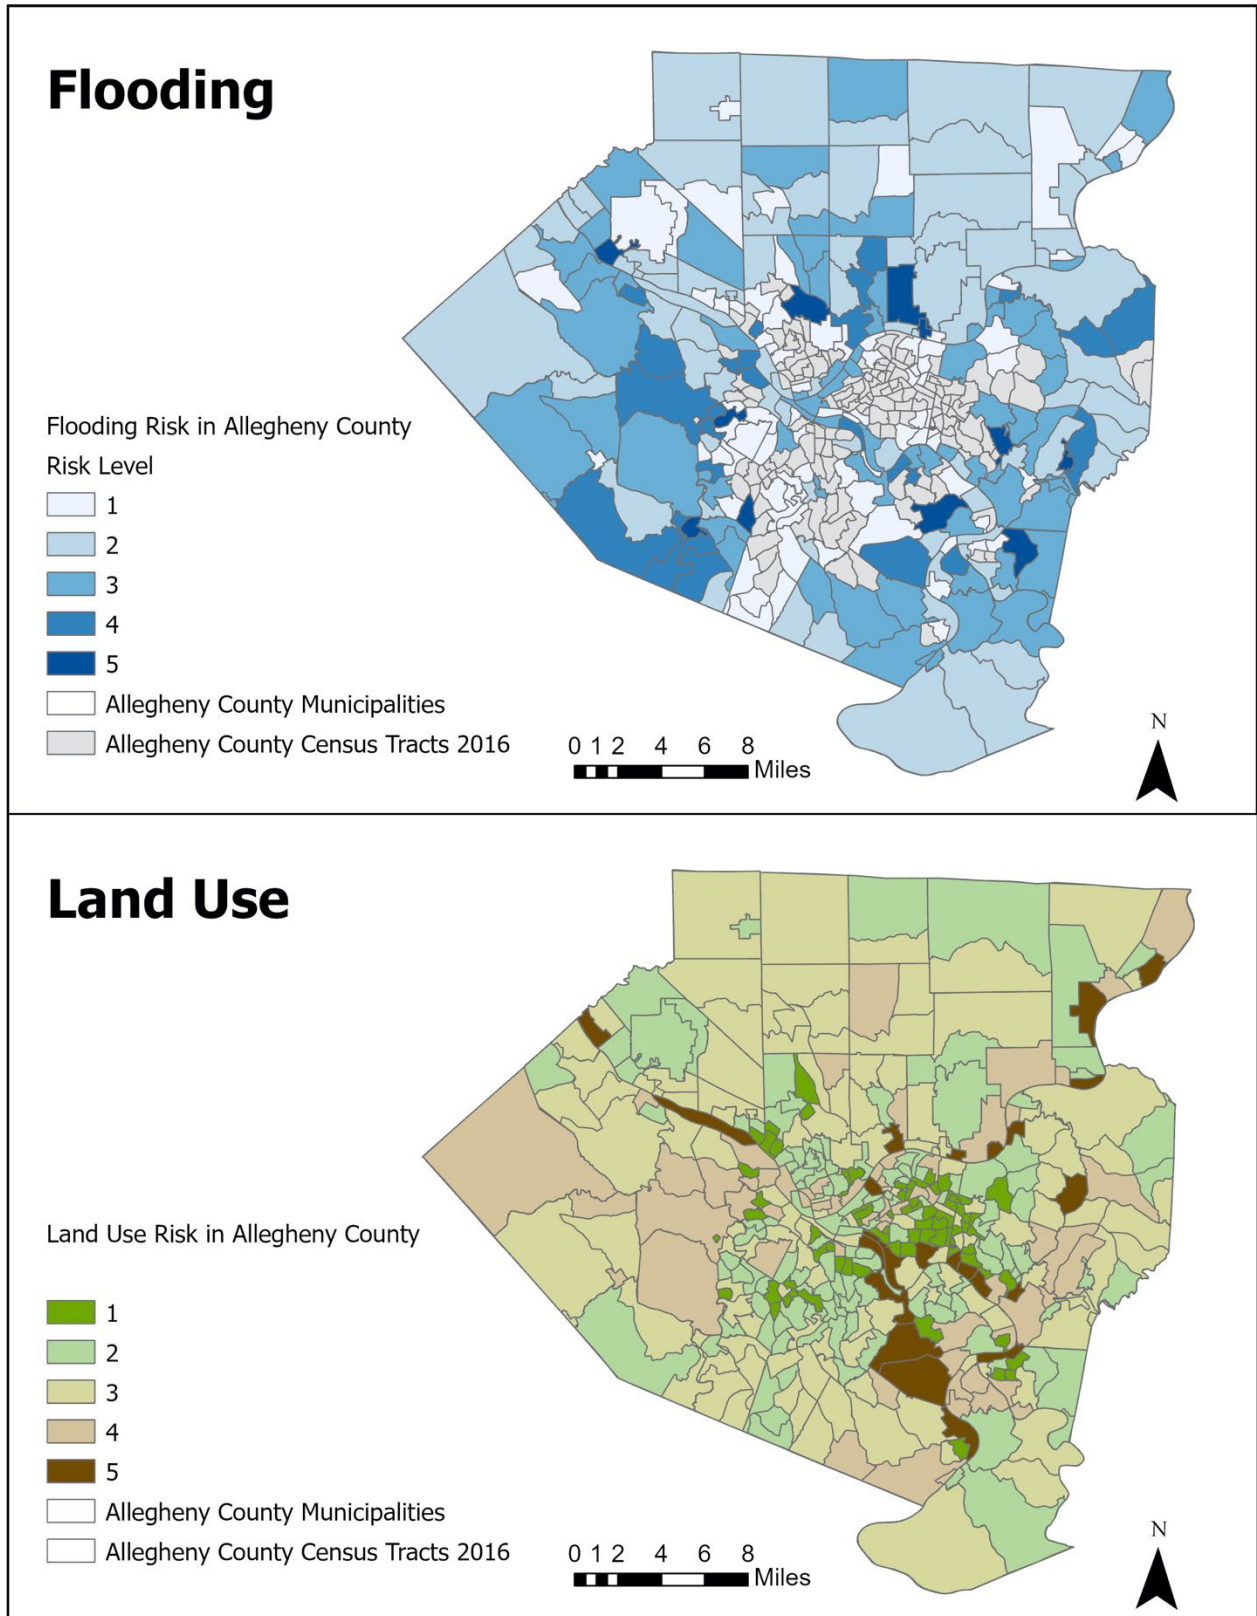 Flooding
Flooding Risk in Allegheny County
Risk Level
1
2
3
4
5
Allegheny County Municipalities
Allegheny County Census Tracts 2016
0 1 2 4 6 8
Miles
N
Land Use
Land Use Risk in Allegheny County
1
2
3
4
5
Allegheny County Municipalities
Allegheny County Census Tracts 2016
0 1 2 4 6 8
Miles
N